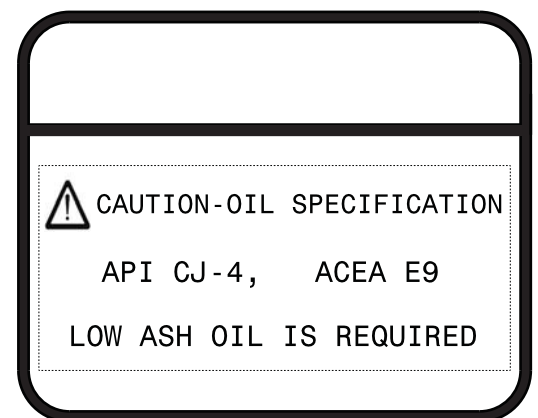 CAUTION-OIL SPECIFICATION
API CJ-4, ACEA E9
LOW ASH OIL IS REQUIRED